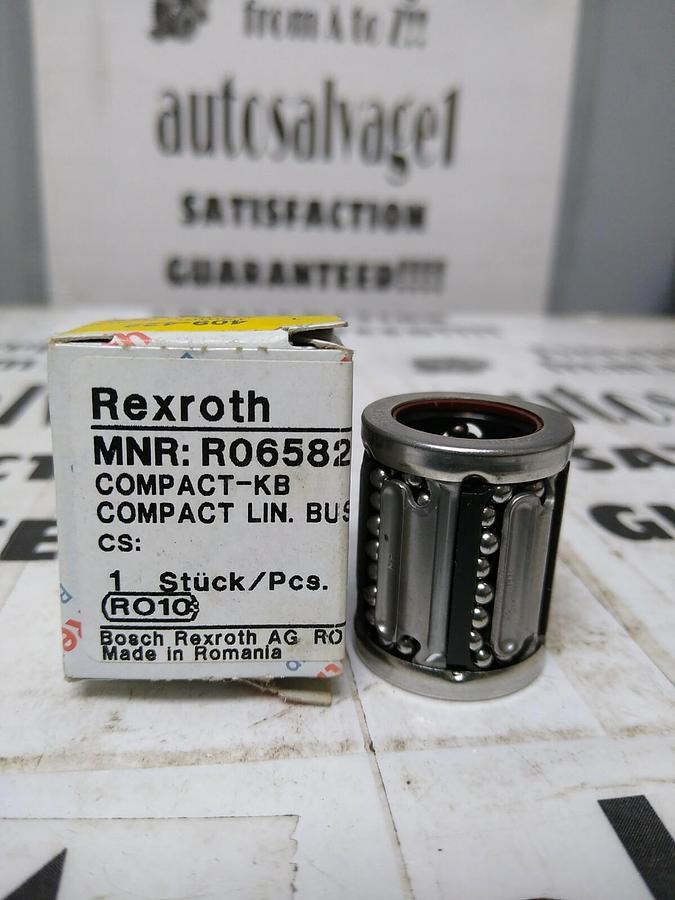 from A to Z!!
autosalvage1
SATISFACTION
GUARANTEED!!!!
Rexroth
MNR: R06582
COMPACT-KB
COMPACT LIN. BUS
CS:
1 Stück/Pcs.
RO10
Bosch Rexroth AG RO
Made in Romania